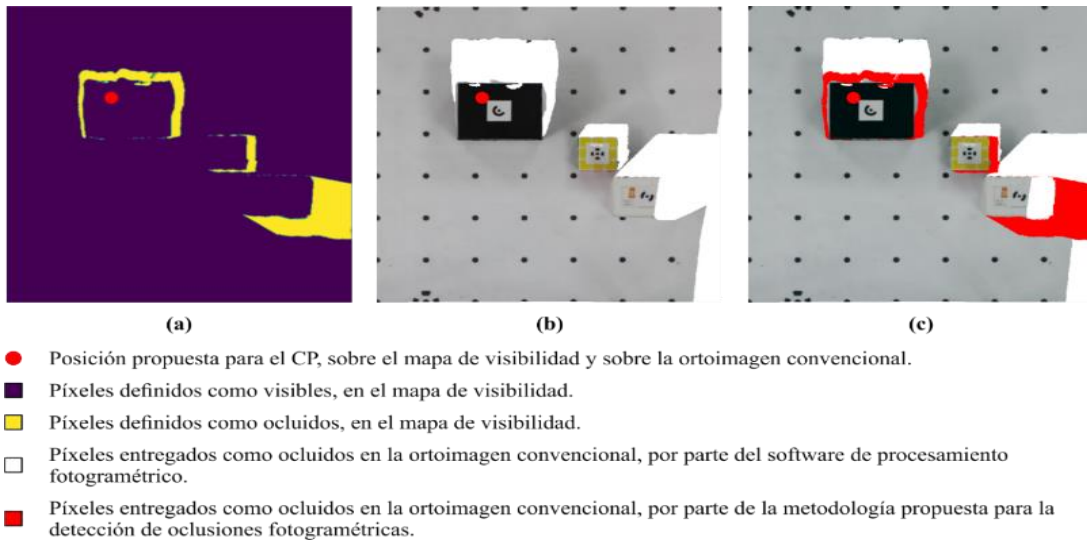 (a)
(b)
(c)
Posición propuesta para el CP, sobre el mapa de visibilidad y sobre la ortoimagen convencional.
Píxeles definidos como visibles, en el mapa de visibilidad.
Píxeles definidos como ocluidos, en el mapa de visibilidad.
Píxeles entregados como ocluidos en la ortoimagen convencional, por parte del software de procesamiento
fotogramétrico.
Píxeles entregados como ocluidos en la ortoimagen convencional, por parte de la metodología propuesta para la
detección de oclusiones fotogramétricas.